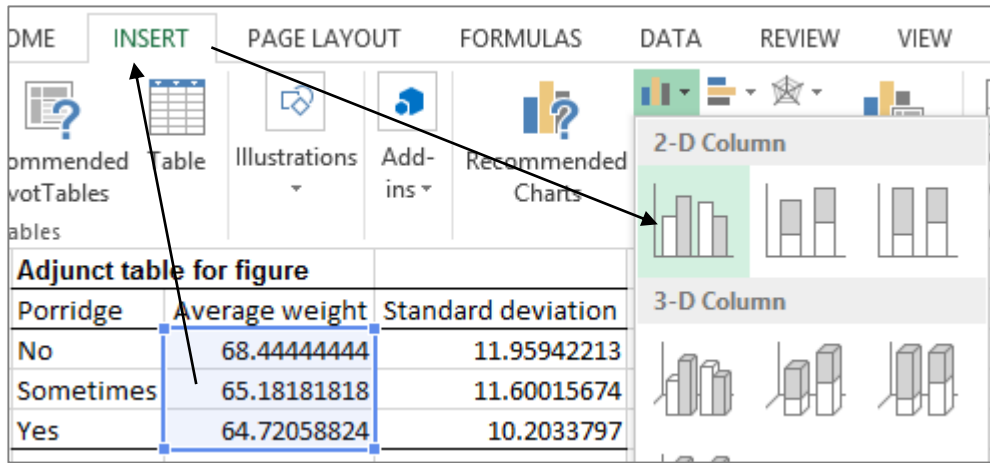 OME INSERT PAGE LAYOUT FORMULAS DATA REVIEW VIEW
ommended Table Illustrations Add- Recommended
votTables ins Charts
ables
2-D Column
3-D Column
Adjunct table for figure
Porridge Average weight Standard deviation
No 68.44444444 11.95942213
Sometimes 65.18181818 11.60015674
Yes 64.72058824 10.2033797